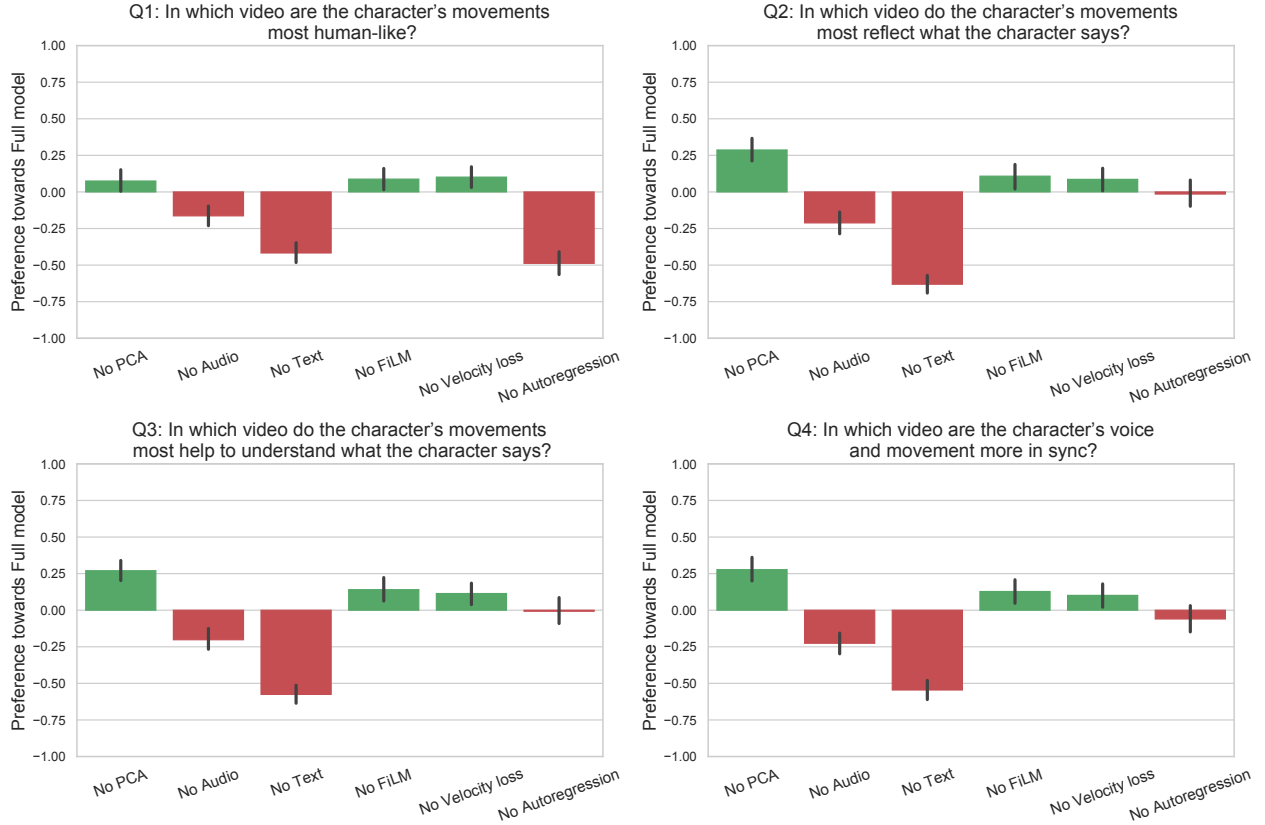 Q1: In which video are the character’s movements
most human-like?
Preference towards Full model
1.00
0.75
0.50
0.25
0.00
−0.25
−0.50
−0.75
−1.00
No PCA
No Audio
No Text
No FiLM
No Velocity loss
No Autoregression
Q2: In which video do the character’s movements
most reflect what the character says?
Preference towards Full model
1.00
0.75
0.50
0.25
0.00
−0.25
−0.50
−0.75
−1.00
No PCA
No Audio
No Text
No FiLM
No Velocity loss
No Autoregression
Q3: In which video do the character’s movements
most help to understand what the character says?
Preference towards Full model
1.00
0.75
0.50
0.25
0.00
−0.25
−0.50
−0.75
−1.00
No PCA
No Audio
No Text
No FiLM
No Velocity loss
No Autoregression
Q4: In which video are the character’s voice
and movement more in sync?
Preference towards Full model
1.00
0.75
0.50
0.25
0.00
−0.25
−0.50
−0.75
−1.00
No PCA
No Audio
No Text
No FiLM
No Velocity loss
No Autoregression